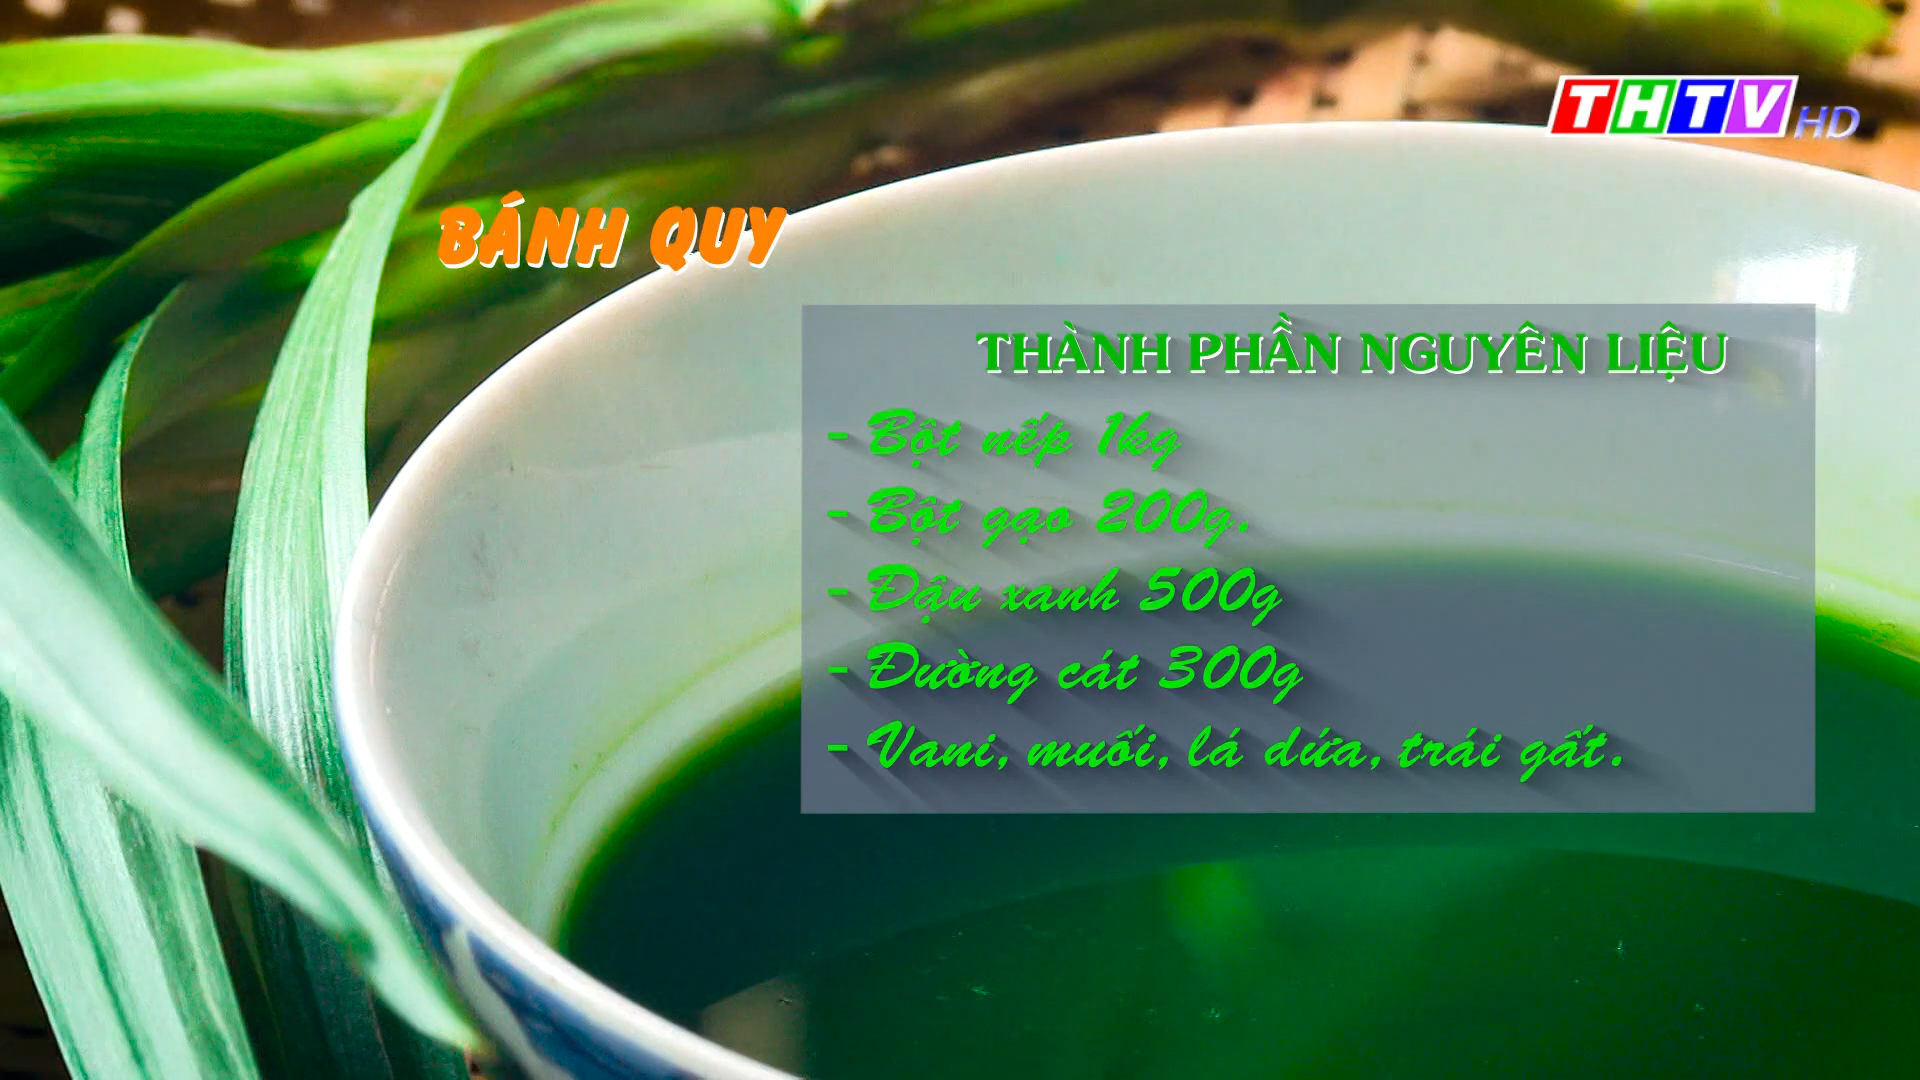 THTV HD
BÁNH QUY
THÀNH PHẦN NGUYÊN LIỆU
- Bột nếp 1kg
- Bột gạo 200g.
- Đậu xanh 500g
- Đường cát 300g
- Vani, muối, lá dứa, trái gất.